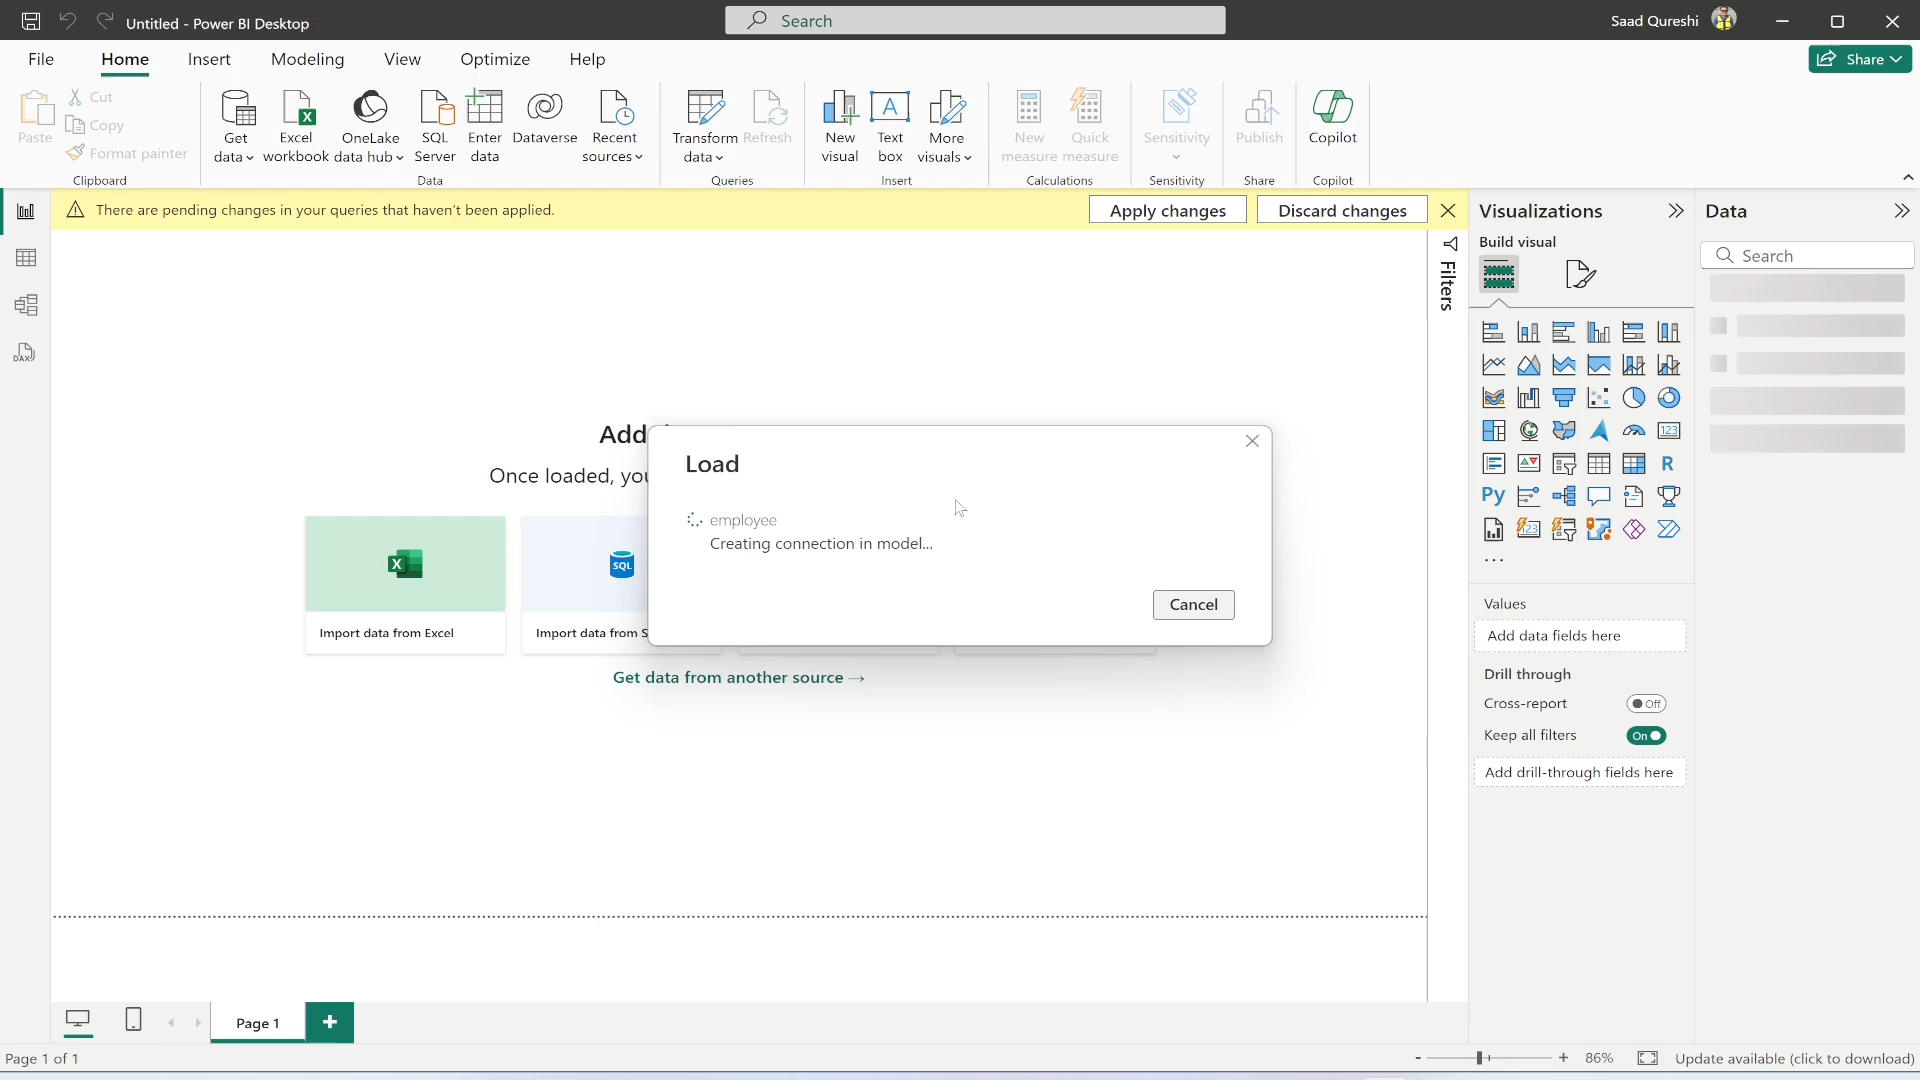 Untitled - Power BI Desktop
Search
Saad Qureshi
File
Home
Insert
Modeling
View
Optimize
Help
Share
Paste
Cut
Copy
Format painter
Clipboard
Get data
Excel workbook
OneLake data hub
SQL Server
Enter data
Dataverse
Recent sources
Data
Transform data
Refresh
Queries
New visual
A
Text box
More visuals
Insert
New measure
Quick measure
Calculations
Sensitivity
Sensitivity
Publish
Share
Copilot
Copilot
There are pending changes in your queries that haven't been applied.
Apply changes
Discard changes
Filters
Visualizations
Build visual
Data
Search
DAX
Add
Once loaded, you
Load
employee
Creating connection in model...
Cancel
X
SQL
Import data from Excel
Import data from S
Get data from another source →
123
R
Py
123
...
Values
Add data fields here
Drill through
Cross-report
Off
Keep all filters
On
Add drill-through fields here
Page 1
Page 1 of 1
- + 86%
Update available (click to download)